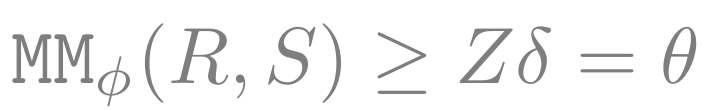 MM_ϕ(R, S) ≥ Zδ = θ